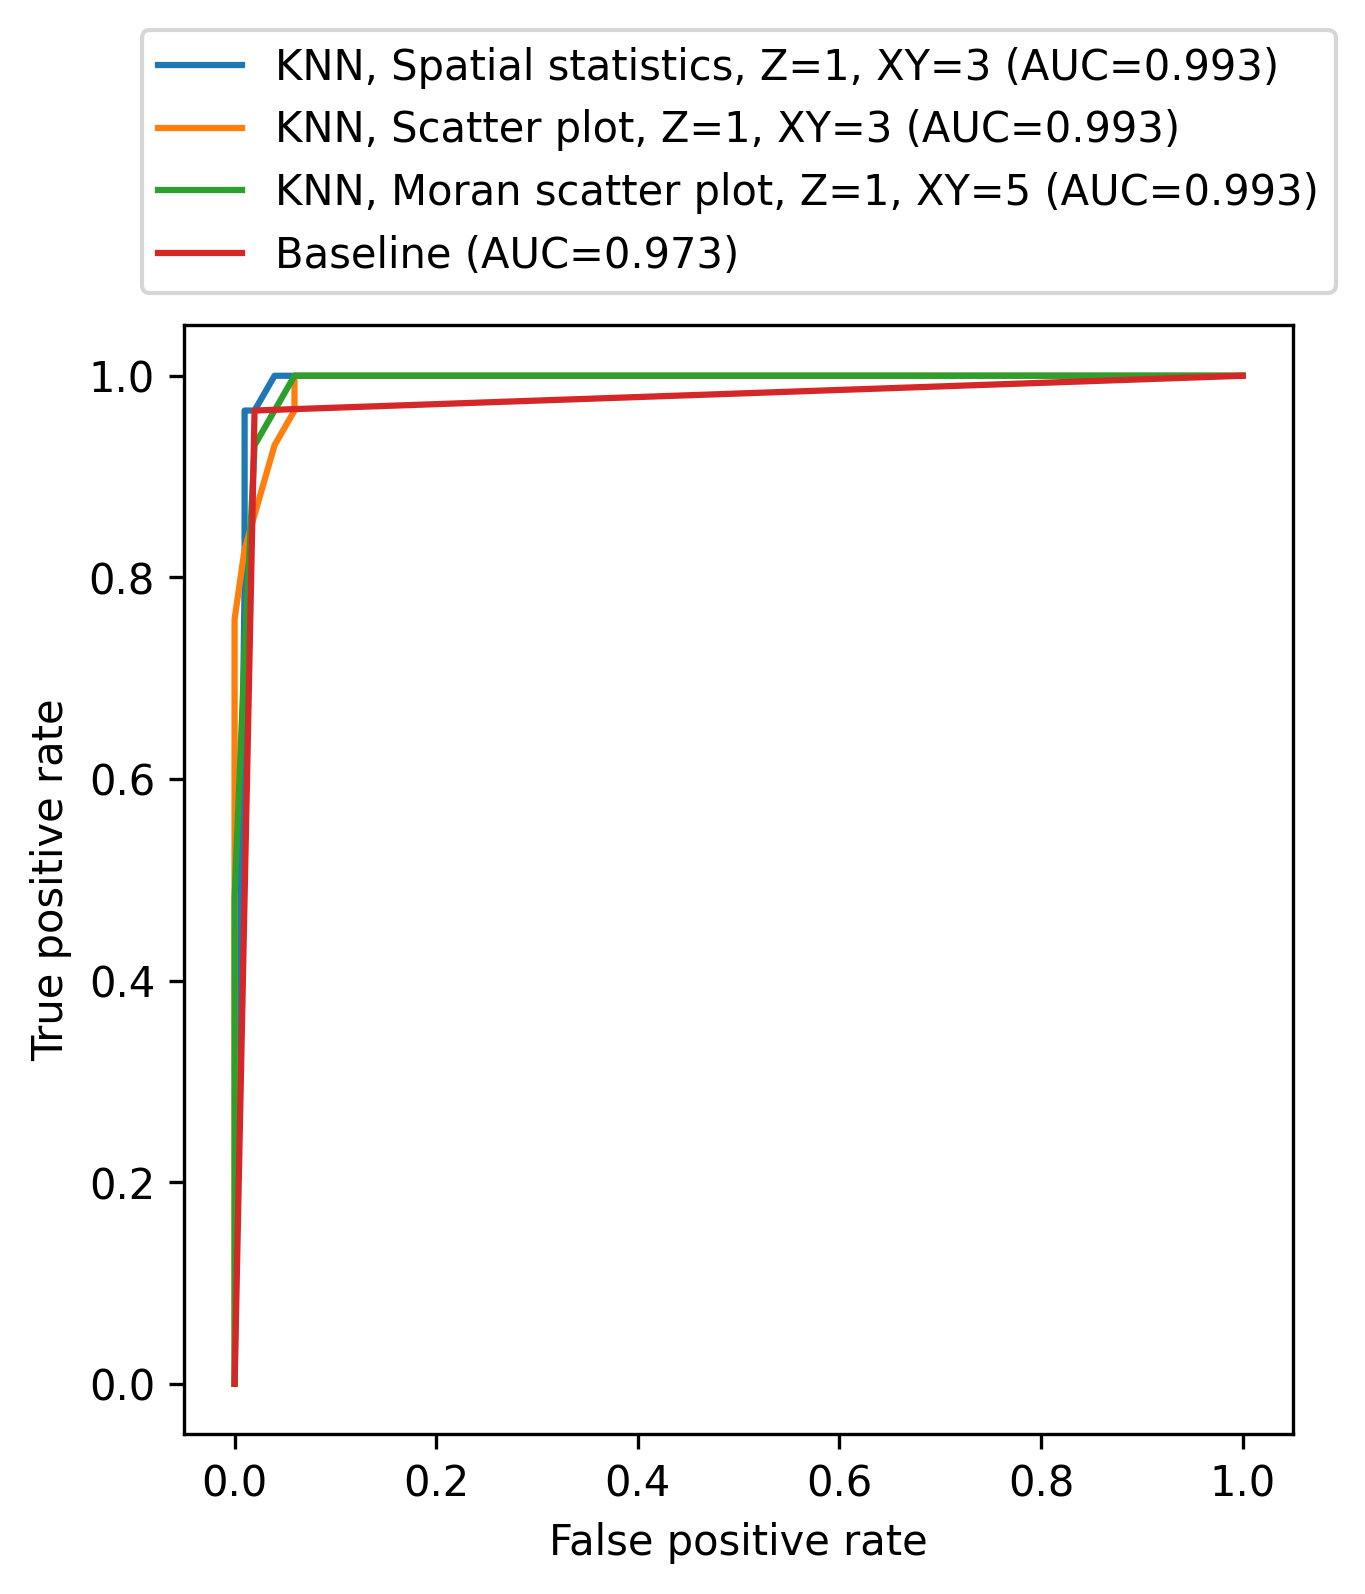 KNN, Spatial statistics, Z=1, XY=3 (AUC=0.993)
KNN, Scatter plot, Z=1, XY=3 (AUC=0.993)
KNN, Moran scatter plot, Z=1, XY=5 (AUC=0.993)
Baseline (AUC=0.973)
1.0
0.8
0.6
0.4
0.2
0.0
True positive rate
0.0 0.2 0.4 0.6 0.8 1.0
False positive rate